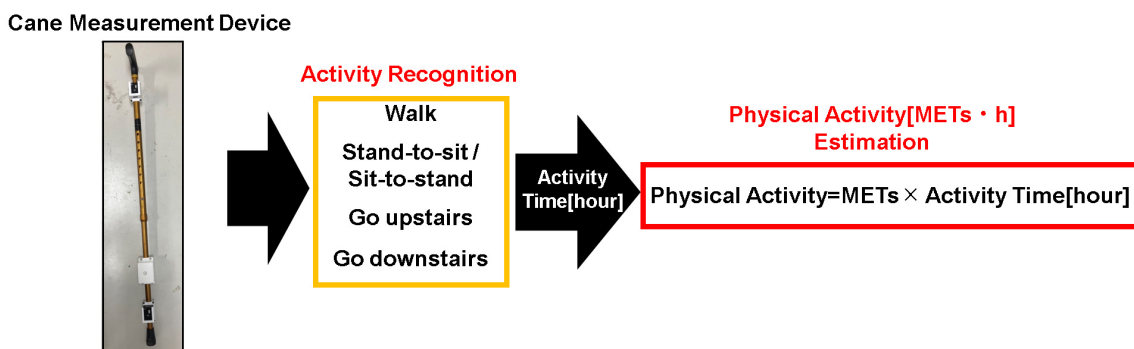 Cane Measurement Device
Activity Recognition
Walk
Stand-to-sit /
Sit-to-stand
Go upstairs
Go downstairs
Activity
Time[hour]
Physical Activity[METs・h]
Estimation
Physical Activity=METs×Activity Time[hour]